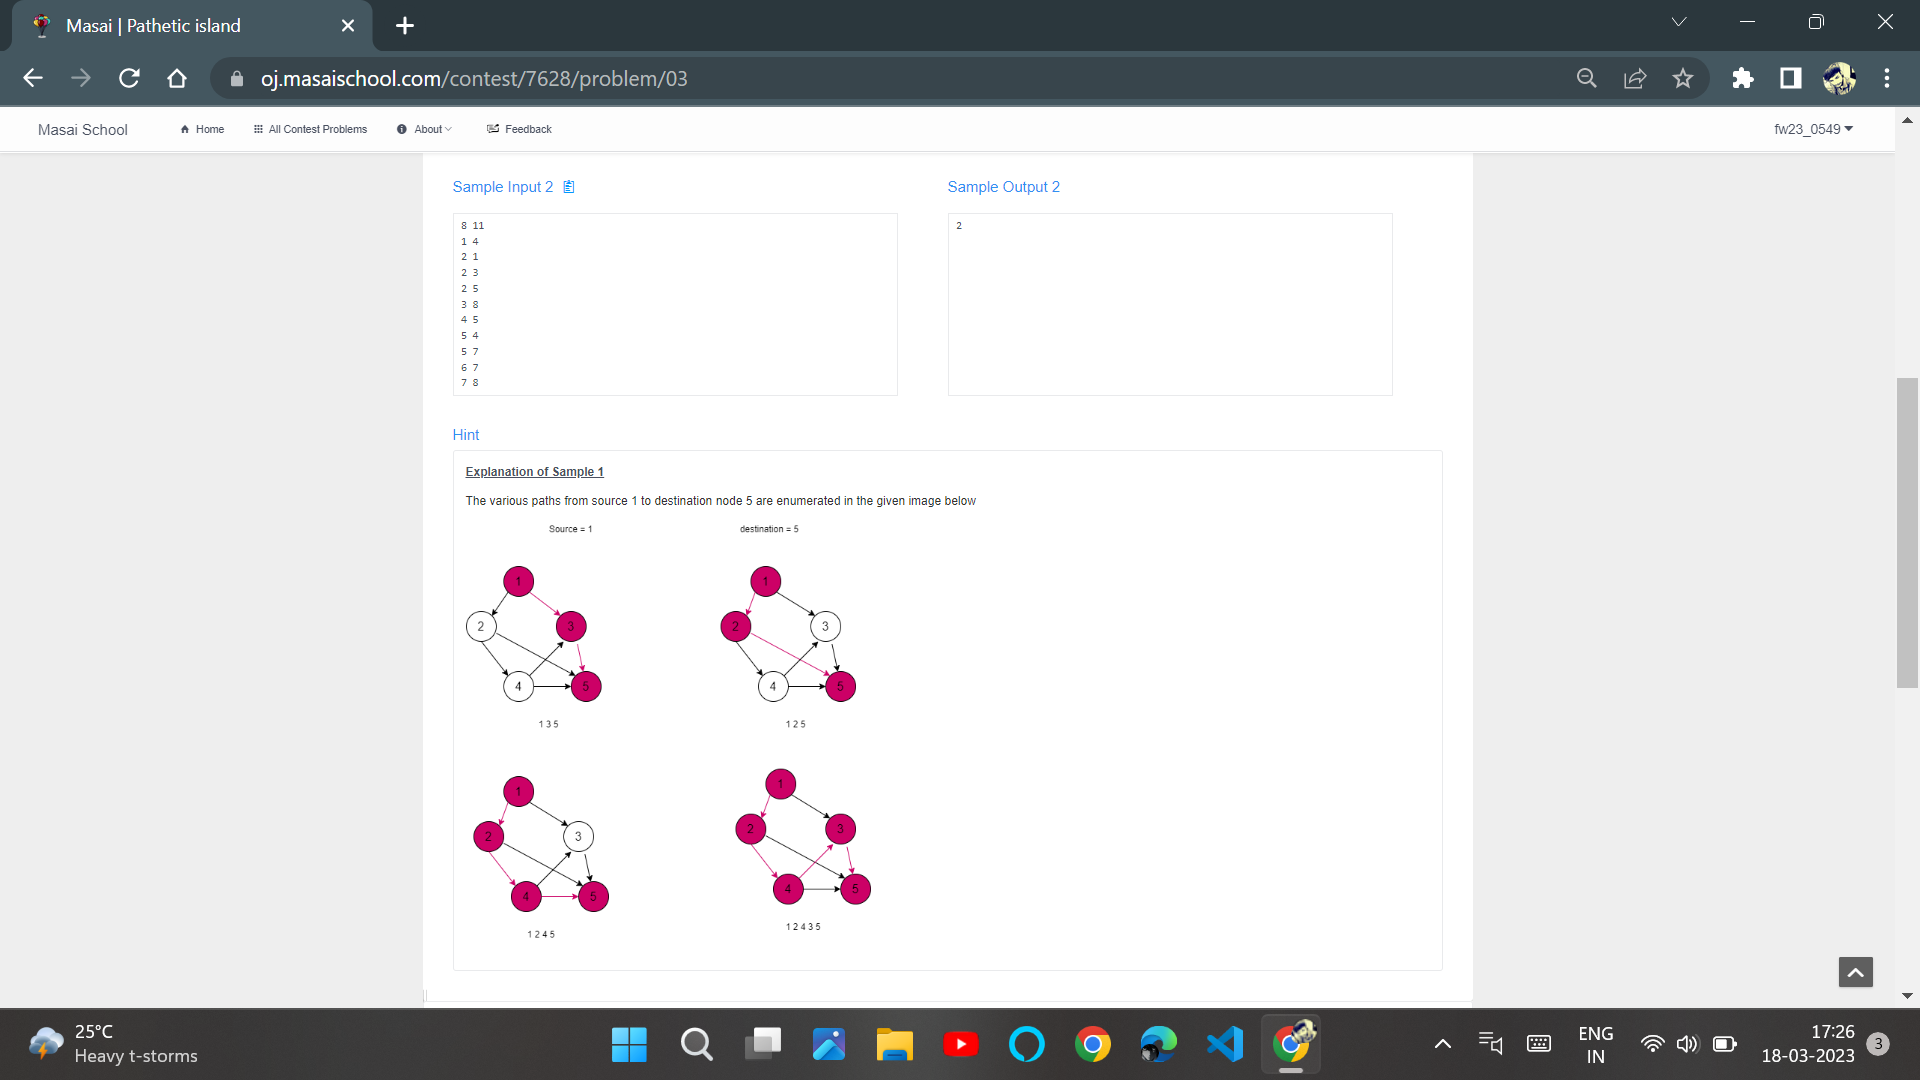 Masai | Pathetic island
oj.masaischool.com/contest/7628/problem/03
Masai School Home All Contest Problems About Feedback fw23_0549
Sample Input 2 Sample Output 2
8 11
1 4
2 1
2 3
2 5
3 8
4 5
5 4
5 7
6 7
7 8
2
Hint
Explanation of Sample 1
The various paths from source 1 to destination node 5 are enumerated in the given image below
Source = 1 destination = 5
1
2 3
4 5
1 3 5
1
2 3
4 5
1 2 5
1
2 3
4 5
1 2 4 5
1
2 3
4 5
1 2 4 3 5
25°C
Heavy t-storms
ENG
IN
17:26
18-03-2023
3